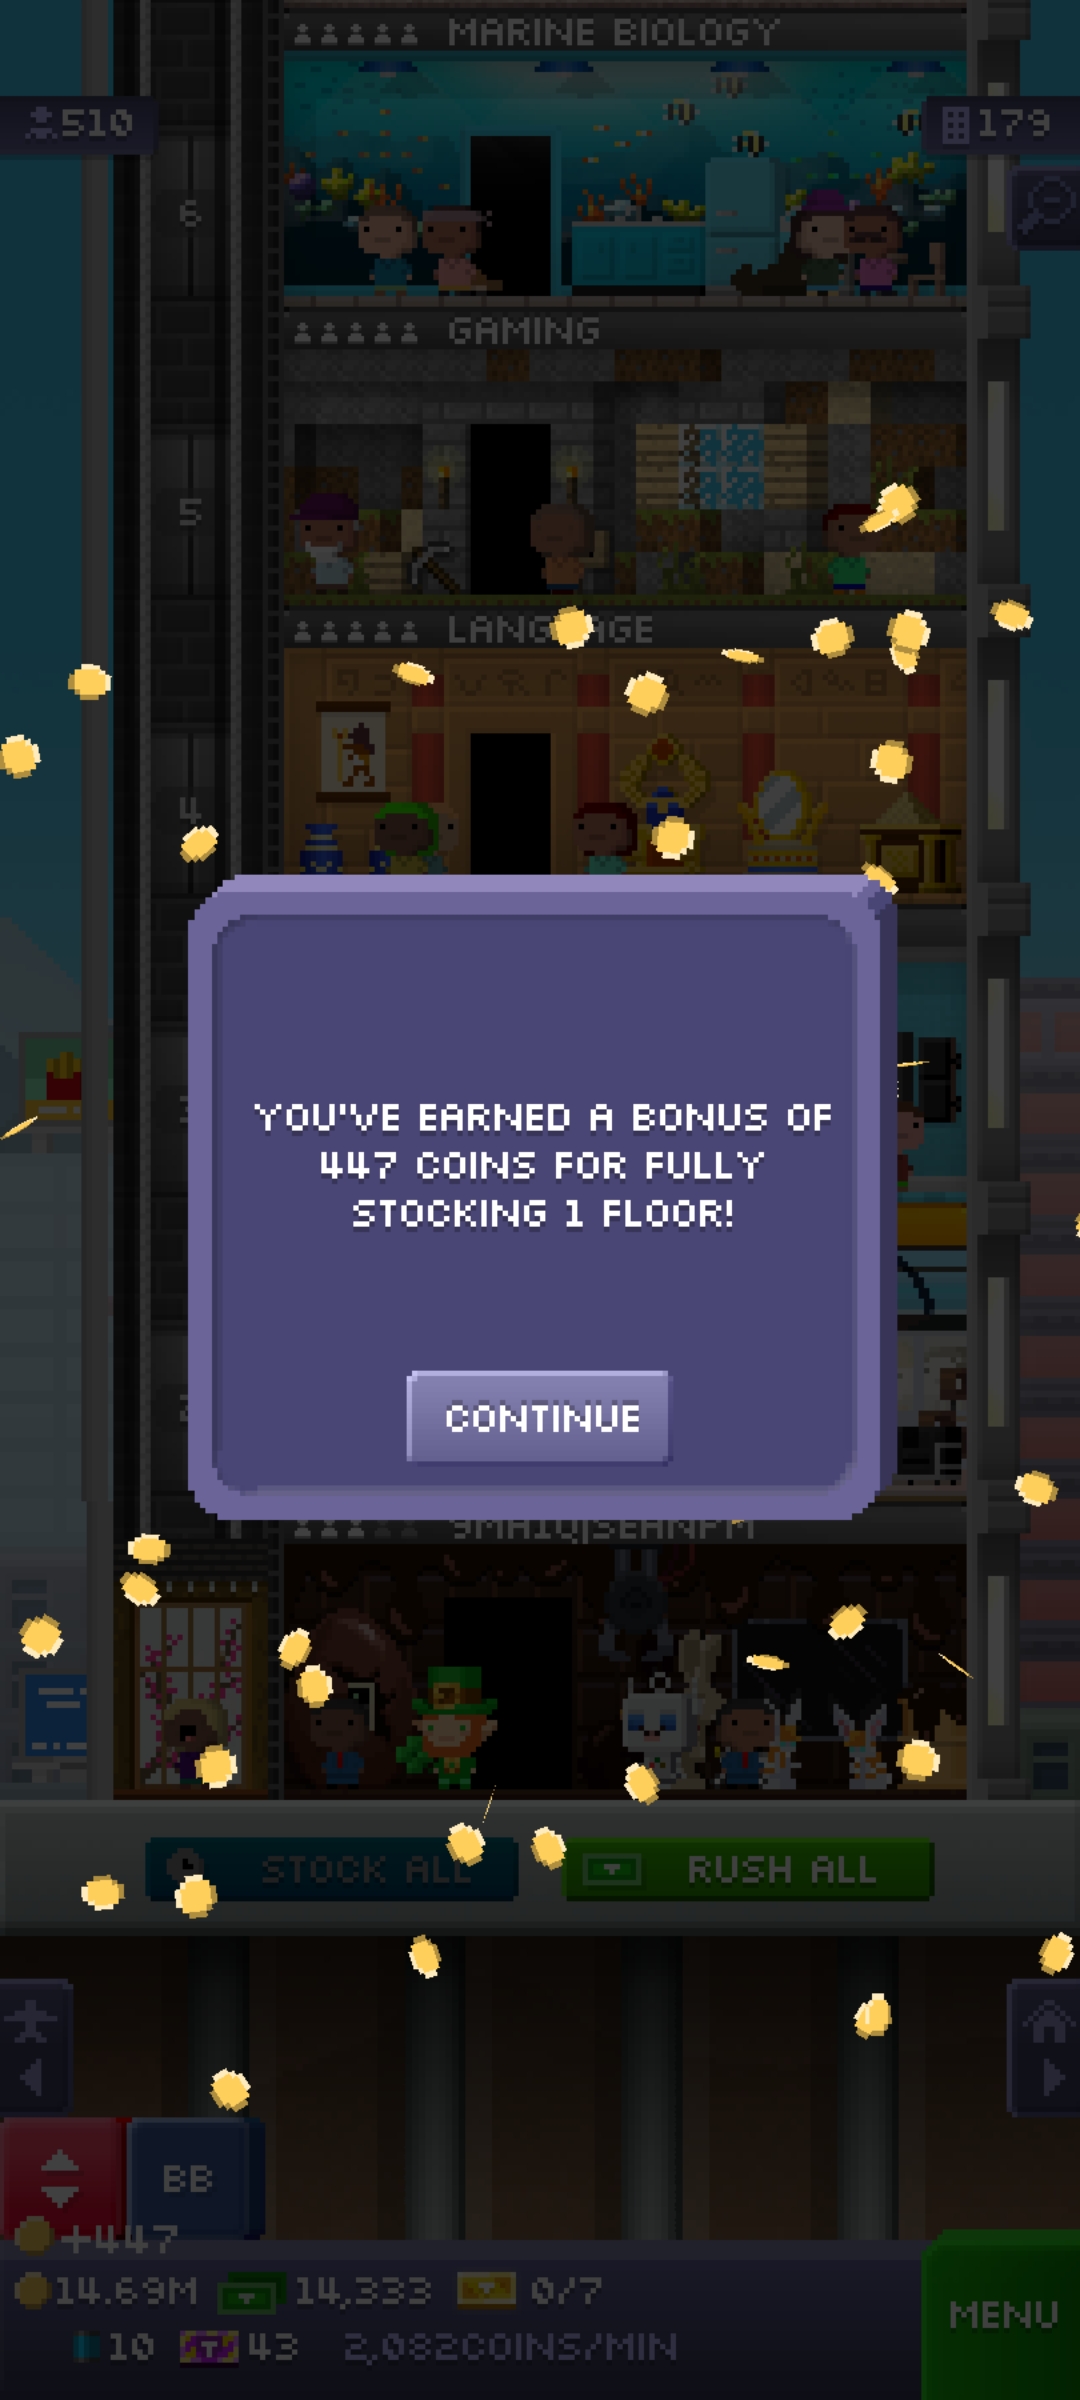 MARINE BIOLOGY
510
179
6
GAMING
5
4
YOU'VE EARNED A BONUS OF
447 COINS FOR FULLY
STOCKING 1 FLOOR!
CONTINUE
STOCK ALL
RUSH ALL
BB
+447
14.69M 14,333 0/7
MENU
10 43 2,082COINS/MIN